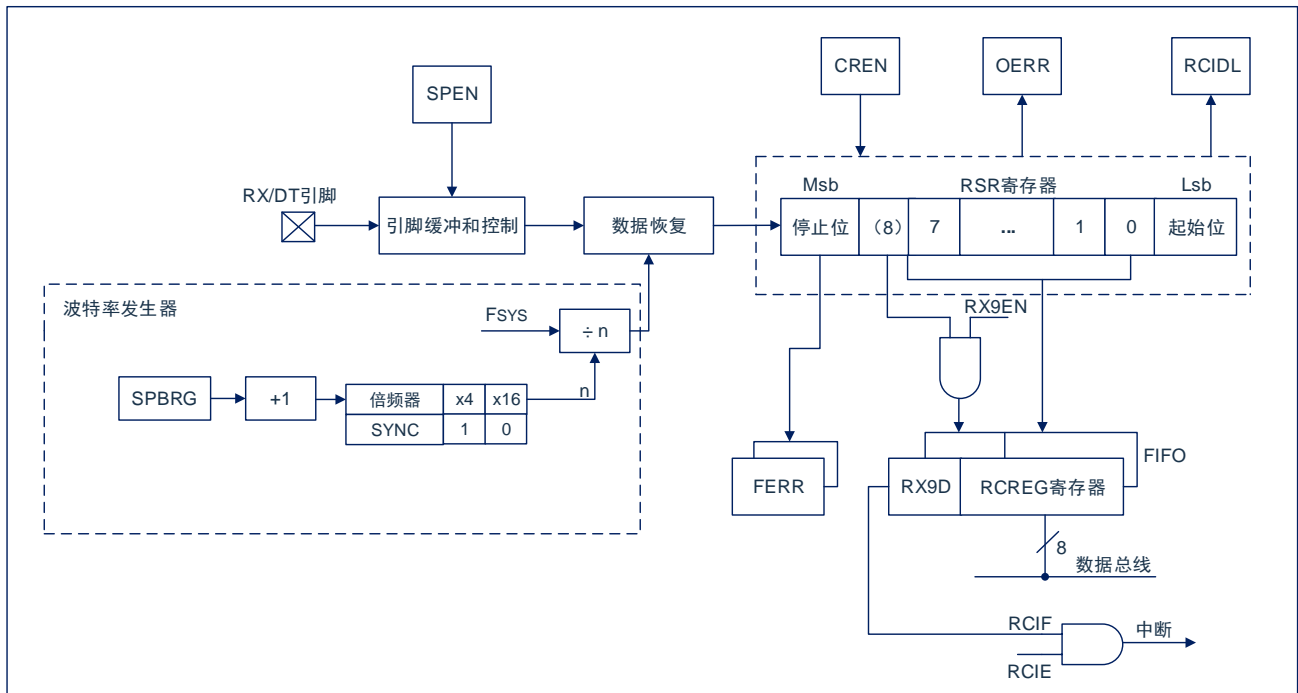 CREN
OERR
RCIDL
SPEN
RX/DT引脚
引脚缓冲和控制
数据恢复
Msb
RSR寄存器
Lsb
停止位
（8）
7
...
1
0
起始位
波特率发生器
FSYS
÷ n
n
SPBRG
+1
倍频器
x4
x16
SYNC
1
0
RX9EN
FERR
RX9D
RCREG寄存器
FIFO
8
数据总线
RCIF
RCIE
中断